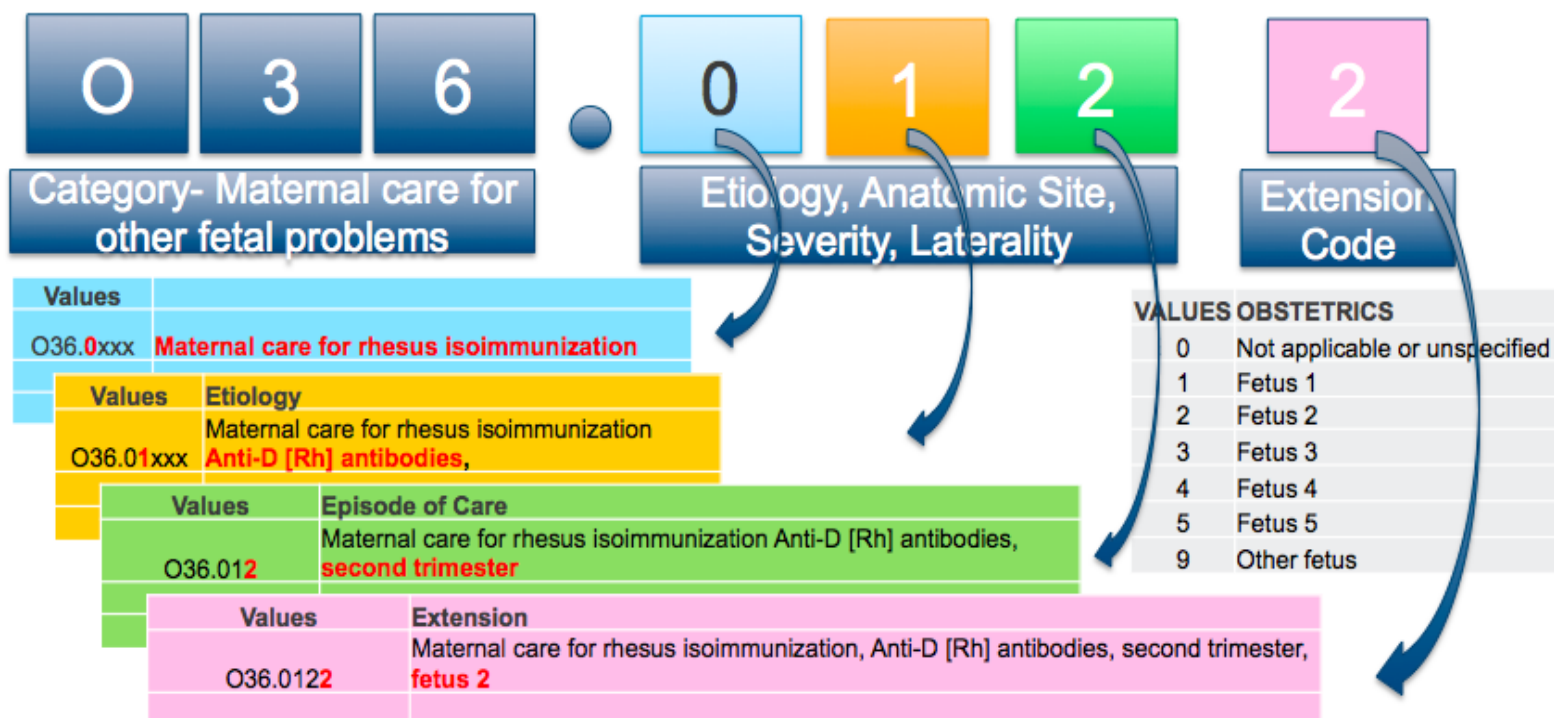 O 3 6 . 0 1 2 2
Category- Maternal care for
other fetal problems
Etiology, Anatomic Site,
Severity, Laterality
Extension
Code
Values
O36.0xxx Maternal care for rhesus isoimmunization
Values Etiology
Maternal care for rhesus isoimmunization
O36.01xxx Anti-D [Rh] antibodies,
Values Episode of Care
Maternal care for rhesus isoimmunization Anti-D [Rh] antibodies,
O36.012 second trimester
Values Extension
Maternal care for rhesus isoimmunization, Anti-D [Rh] antibodies, second trimester,
O36.0122 fetus 2
VALUES OBSTETRICS
0 Not applicable or unspecified
1 Fetus 1
2 Fetus 2
3 Fetus 3
4 Fetus 4
5 Fetus 5
9 Other fetus